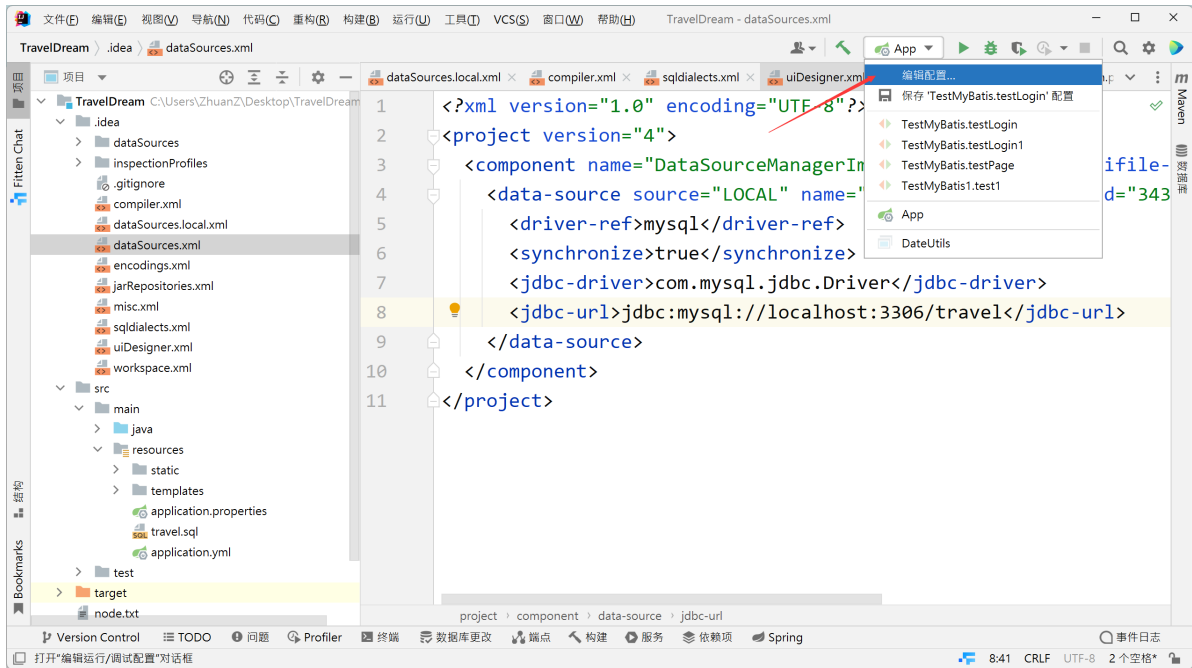 文件(F) 编辑(E) 视图(V) 导航(N) 代码(C) 重构(R) 构建(B) 运行(U) 工具(T) VCS(S) 窗口(W) 帮助(H) TravelDream - dataSources.xml
TravelDream .idea dataSources.xml App
项目
dataSources.local.xml compiler.xml sqldialects.xml uiDesigner.xml
编辑配置...
保存 'TestMyBatis.testLogin' 配置
TestMyBatis.testLogin
TestMyBatis.testLogin1
TestMyBatis.testPage
TestMyBatis1.test1
App
DateUtils
项目
Fitten Chat
结构
Bookmarks
TravelDream C:\Users\ZhuanZ\Desktop\TravelDream
.idea
dataSources
inspectionProfiles
.gitignore
compiler.xml
dataSources.local.xml
dataSources.xml
encodings.xml
jarRepositories.xml
misc.xml
sqldialects.xml
uiDesigner.xml
workspace.xml
src
main
java
resources
static
templates
application.properties
travel.sql
application.yml
test
target
node.txt
1 <?xml version="1.0" encoding="UTF-8"?>
2 <project version="4">
3 <component name="DataSourceManagerIm ifile-
4 <data-source source="LOCAL" name=" d="343
5 <driver-ref>mysql</driver-ref>
6 <synchronize>true</synchronize>
7 <jdbc-driver>com.mysql.jdbc.Driver</jdbc-driver>
8 <jdbc-url>jdbc:mysql://localhost:3306/travel</jdbc-url>
9 </data-source>
10 </component>
11 </project>
m
Maven
数据库
project › component › data-source › jdbc-url
Version Control TODO 问题 Profiler 终端 数据库更改 端点 构建 服务 依赖项 Spring 事件日志
打开"编辑运行/调试配置"对话框 8:41 CRLF UTF-8 2 个空格*